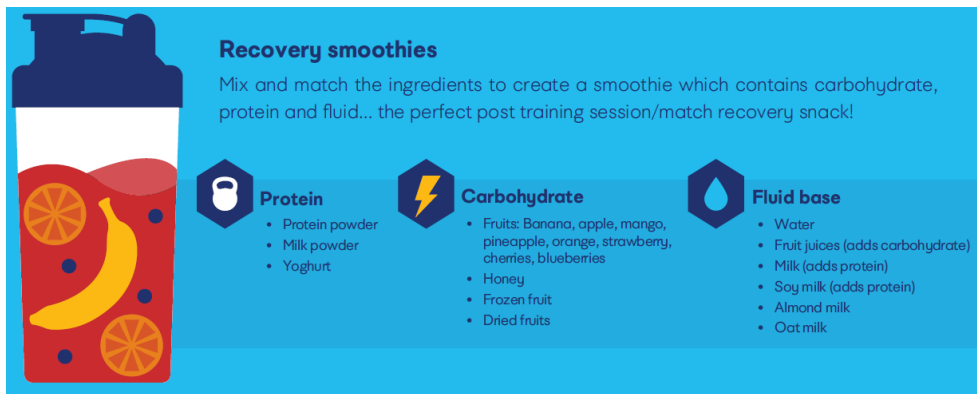 Recovery smoothies
Mix and match the ingredients to create a smoothie which contains carbohydrate,
protein and fluid... the perfect post training session/match recovery snack!
Protein
• Protein powder
• Milk powder
• Yoghurt
Carbohydrate
• Fruits: Banana, apple, mango,
pineapple, orange, strawberry,
cherries, blueberries
• Honey
• Frozen fruit
• Dried fruits
Fluid base
• Water
• Fruit juices (adds carbohydrate)
• Milk (adds protein)
• Soy milk (adds protein)
• Almond milk
• Oat milk